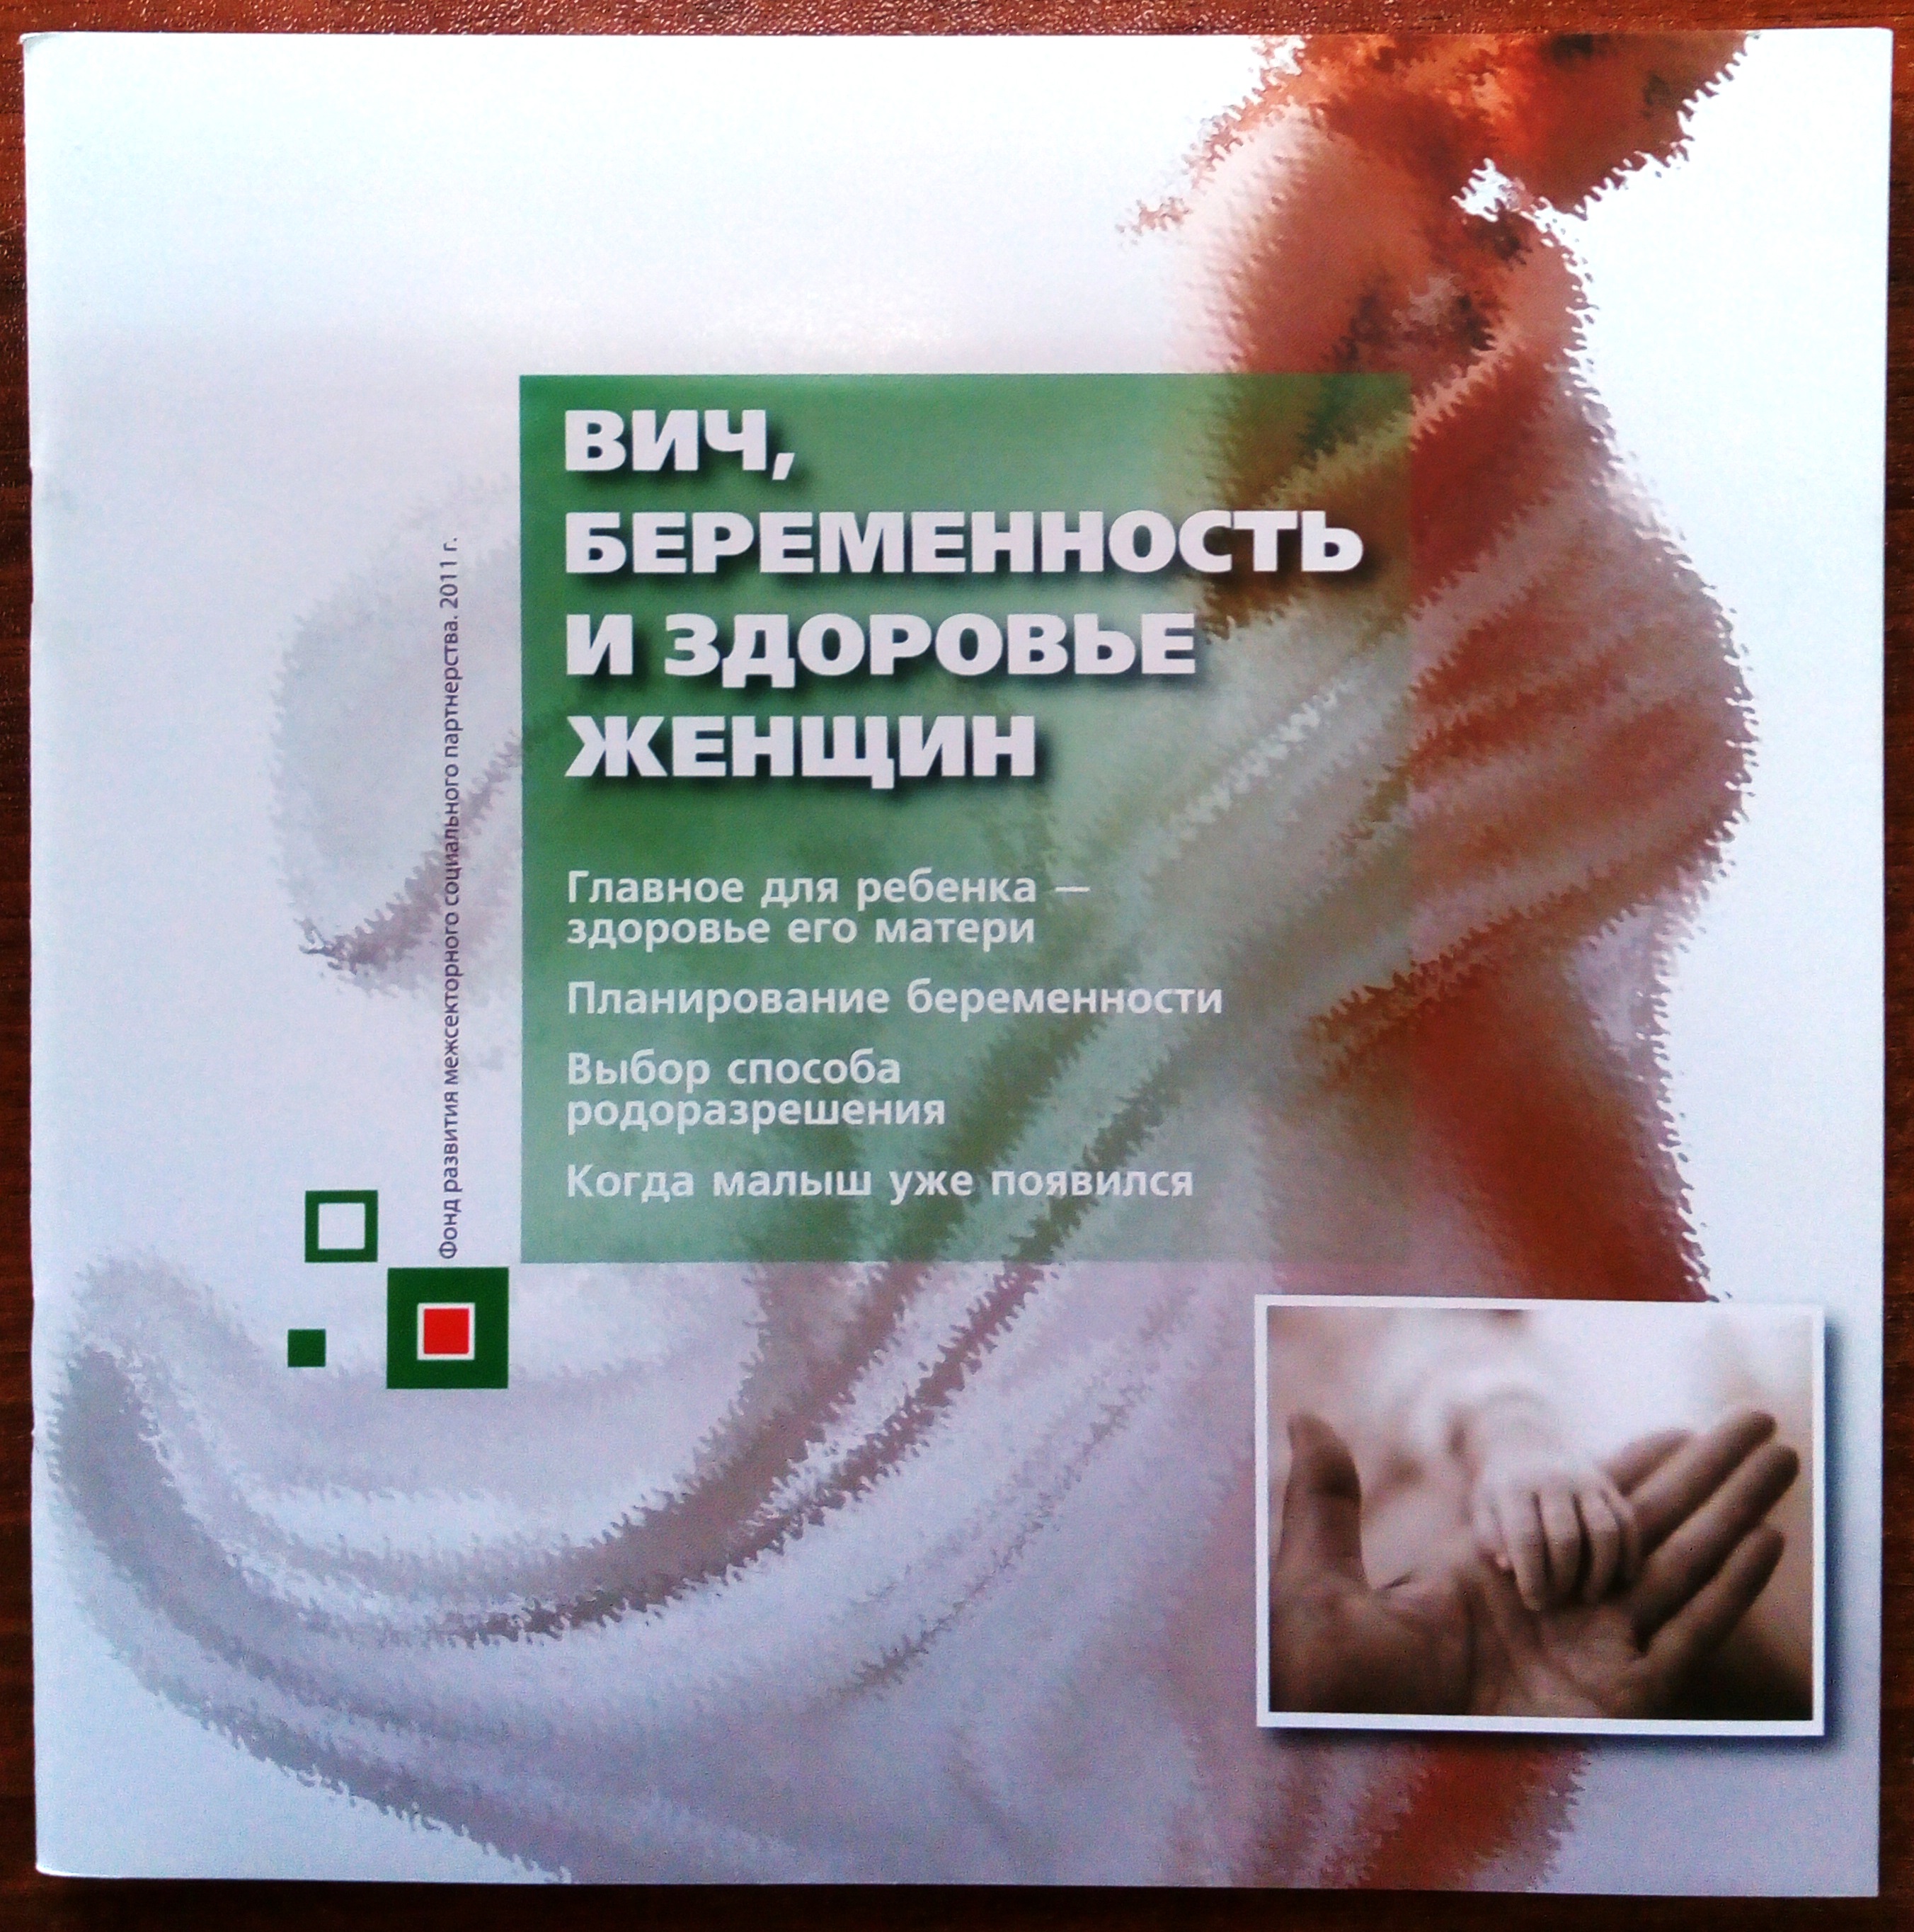 ВИЧ,
БЕРЕМЕННОСТЬ
И ЗДОРОВЬЕ
ЖЕНЩИН
Главное для ребенка —
здоровье его матери
Планирование беременности
Выбор способа
родоразрешения
Когда малыш уже появился
Фонд развития межсекторного социального партнерства. 2011 г.